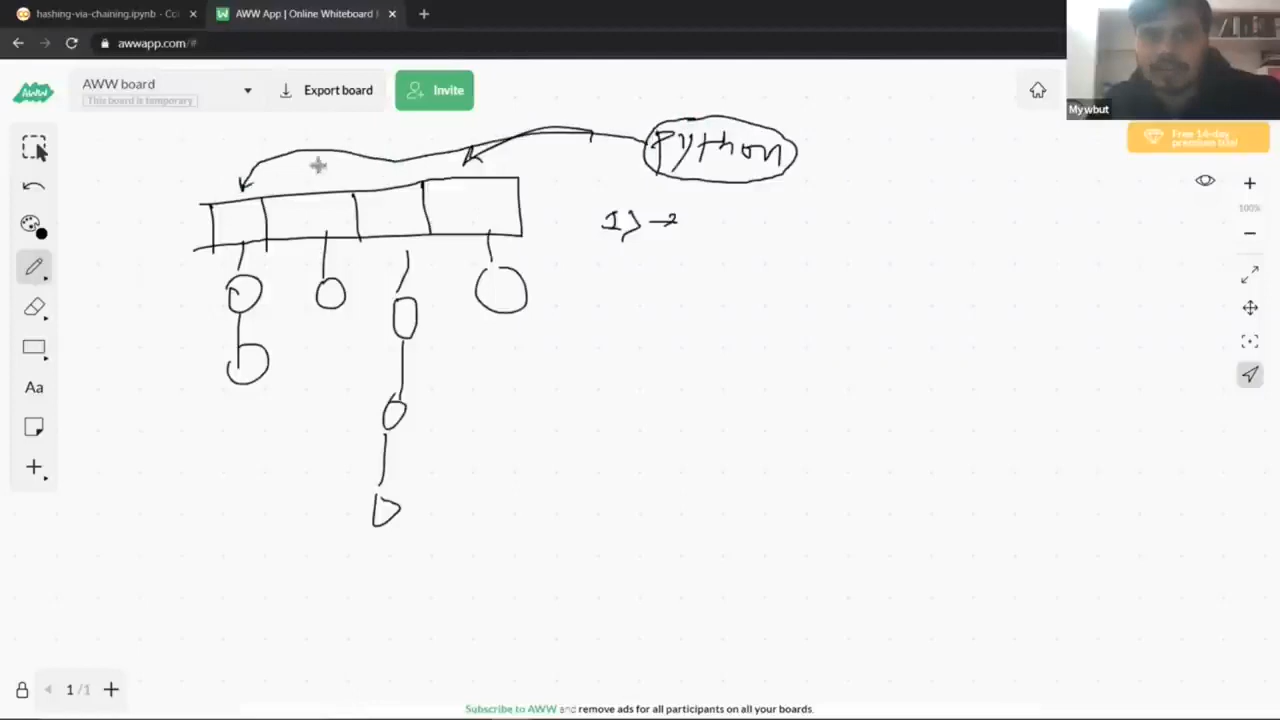 hashing-via-chaining.ipynb - Co
AWW App | Online Whiteboard
awwapp.com/#
AWW
AWW board
This board is temporary
Export board
Invite
Mywbut
Free 14-day
premium trial
100%
Python
1) →
Aa
1 / 1
Subscribe to AWW and remove ads for all participants on all your boards.